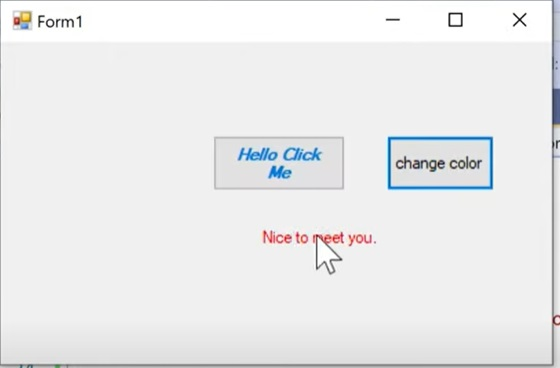 Form1
Hello Click
Me
change color
Nice to meet you.